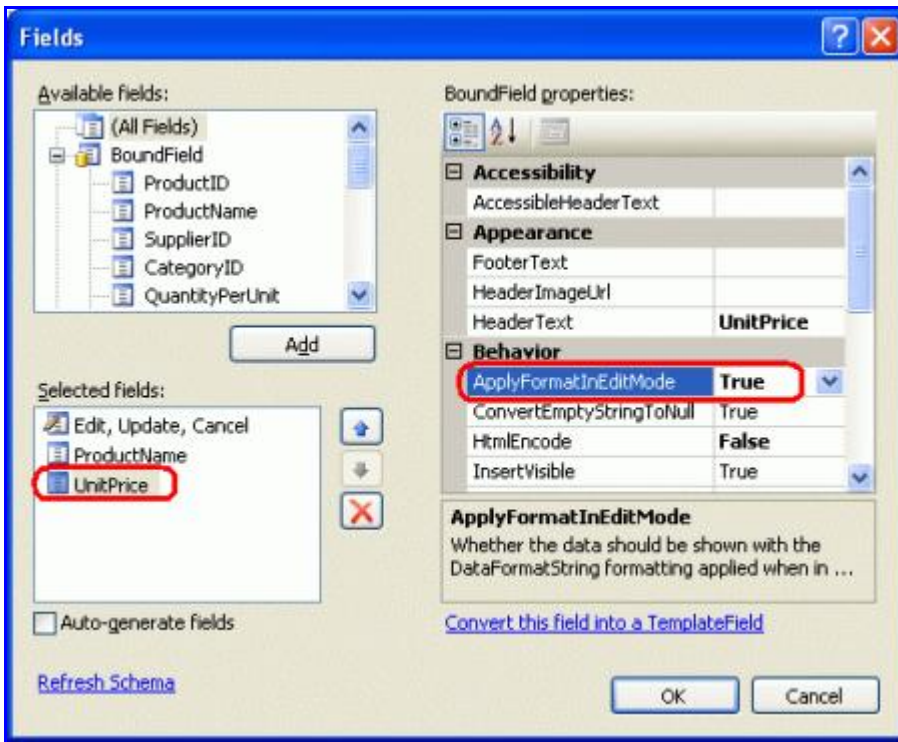 Fields
Available fields:
(All Fields)
BoundField
ProductID
ProductName
SupplierID
CategoryID
QuantityPerUnit
Add
Selected fields:
Edit, Update, Cancel
ProductName
UnitPrice
Auto-generate fields
Refresh Schema
BoundField properties:
Accessibility
AccessibleHeaderText
Appearance
FooterText
HeaderImageUrl
HeaderText UnitPrice
Behavior
ApplyFormatInEditMode True
ConvertEmptyStringToNull True
HtmlEncode False
InsertVisible True
ApplyFormatInEditMode
Whether the data should be shown with the
DataFormatString formatting applied when in ...
Convert this field into a TemplateField
OK Cancel